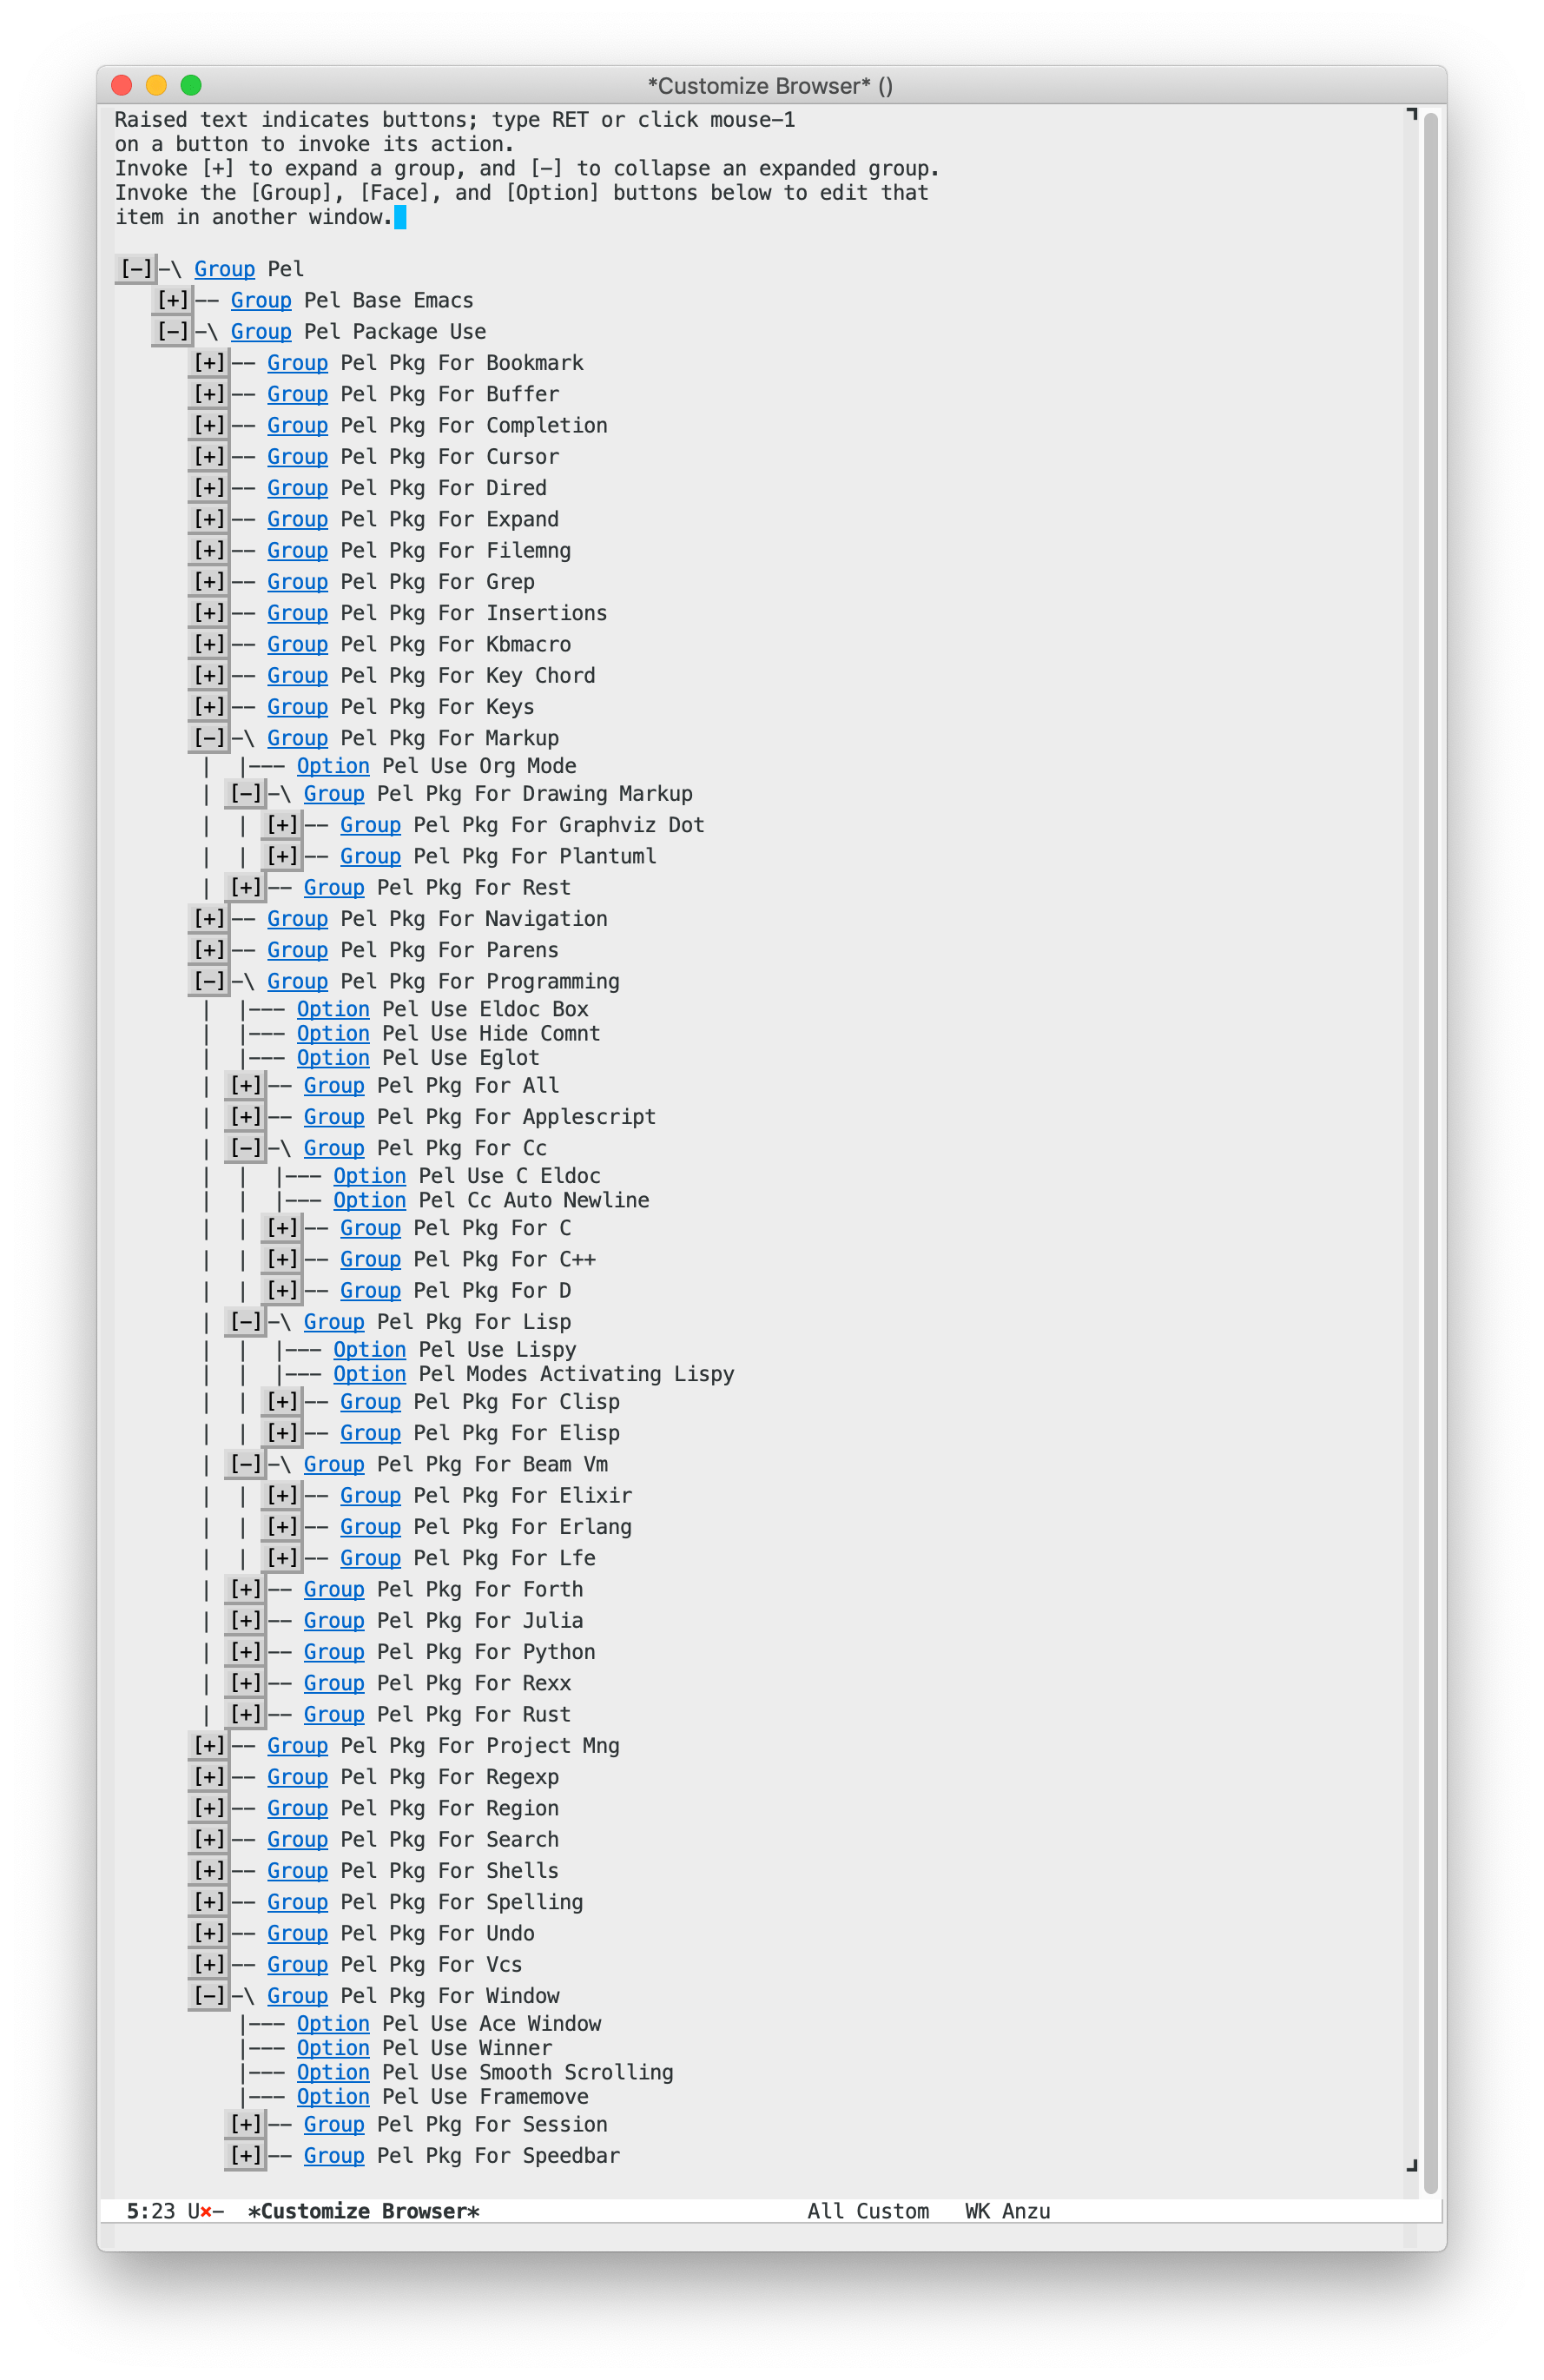 *Customize Browser* ()
Raised text indicates buttons; type RET or click mouse-1
on a button to invoke its action.
Invoke [+] to expand a group, and [-] to collapse an expanded group.
Invoke the [Group], [Face], and [Option] buttons below to edit that
item in another window.
[-]-\ Group Pel
[+]-- Group Pel Base Emacs
[-]-\ Group Pel Package Use
[+]-- Group Pel Pkg For Bookmark
[+]-- Group Pel Pkg For Buffer
[+]-- Group Pel Pkg For Completion
[+]-- Group Pel Pkg For Cursor
[+]-- Group Pel Pkg For Dired
[+]-- Group Pel Pkg For Expand
[+]-- Group Pel Pkg For Filemng
[+]-- Group Pel Pkg For Grep
[+]-- Group Pel Pkg For Insertions
[+]-- Group Pel Pkg For Kbmacro
[+]-- Group Pel Pkg For Key Chord
[+]-- Group Pel Pkg For Keys
[-]-\ Group Pel Pkg For Markup
| |--- Option Pel Use Org Mode
| [-]-\ Group Pel Pkg For Drawing Markup
| | [+]-- Group Pel Pkg For Graphviz Dot
| | [+]-- Group Pel Pkg For Plantuml
| [+]-- Group Pel Pkg For Rest
[+]-- Group Pel Pkg For Navigation
[+]-- Group Pel Pkg For Parens
[-]-\ Group Pel Pkg For Programming
| |--- Option Pel Use Eldoc Box
| |--- Option Pel Use Hide Comnt
| |--- Option Pel Use Eglot
| [+]-- Group Pel Pkg For All
| [+]-- Group Pel Pkg For Applescript
| [-]-\ Group Pel Pkg For Cc
| | |--- Option Pel Use C Eldoc
| | |--- Option Pel Cc Auto Newline
| | [+]-- Group Pel Pkg For C
| | [+]-- Group Pel Pkg For C++
| | [+]-- Group Pel Pkg For D
| [-]-\ Group Pel Pkg For Lisp
| | |--- Option Pel Use Lispy
| | |--- Option Pel Modes Activating Lispy
| | [+]-- Group Pel Pkg For Clisp
| | [+]-- Group Pel Pkg For Elisp
| [-]-\ Group Pel Pkg For Beam Vm
| | [+]-- Group Pel Pkg For Elixir
| | [+]-- Group Pel Pkg For Erlang
| | [+]-- Group Pel Pkg For Lfe
| [+]-- Group Pel Pkg For Forth
| [+]-- Group Pel Pkg For Julia
| [+]-- Group Pel Pkg For Python
| [+]-- Group Pel Pkg For Rexx
| [+]-- Group Pel Pkg For Rust
[+]-- Group Pel Pkg For Project Mng
[+]-- Group Pel Pkg For Regexp
[+]-- Group Pel Pkg For Region
[+]-- Group Pel Pkg For Search
[+]-- Group Pel Pkg For Shells
[+]-- Group Pel Pkg For Spelling
[+]-- Group Pel Pkg For Undo
[+]-- Group Pel Pkg For Vcs
[-]-\ Group Pel Pkg For Window
|--- Option Pel Use Ace Window
|--- Option Pel Use Winner
|--- Option Pel Use Smooth Scrolling
|--- Option Pel Use Framemove
[+]-- Group Pel Pkg For Session
[+]-- Group Pel Pkg For Speedbar
5:23 U×- *Customize Browser* All Custom WK Anzu